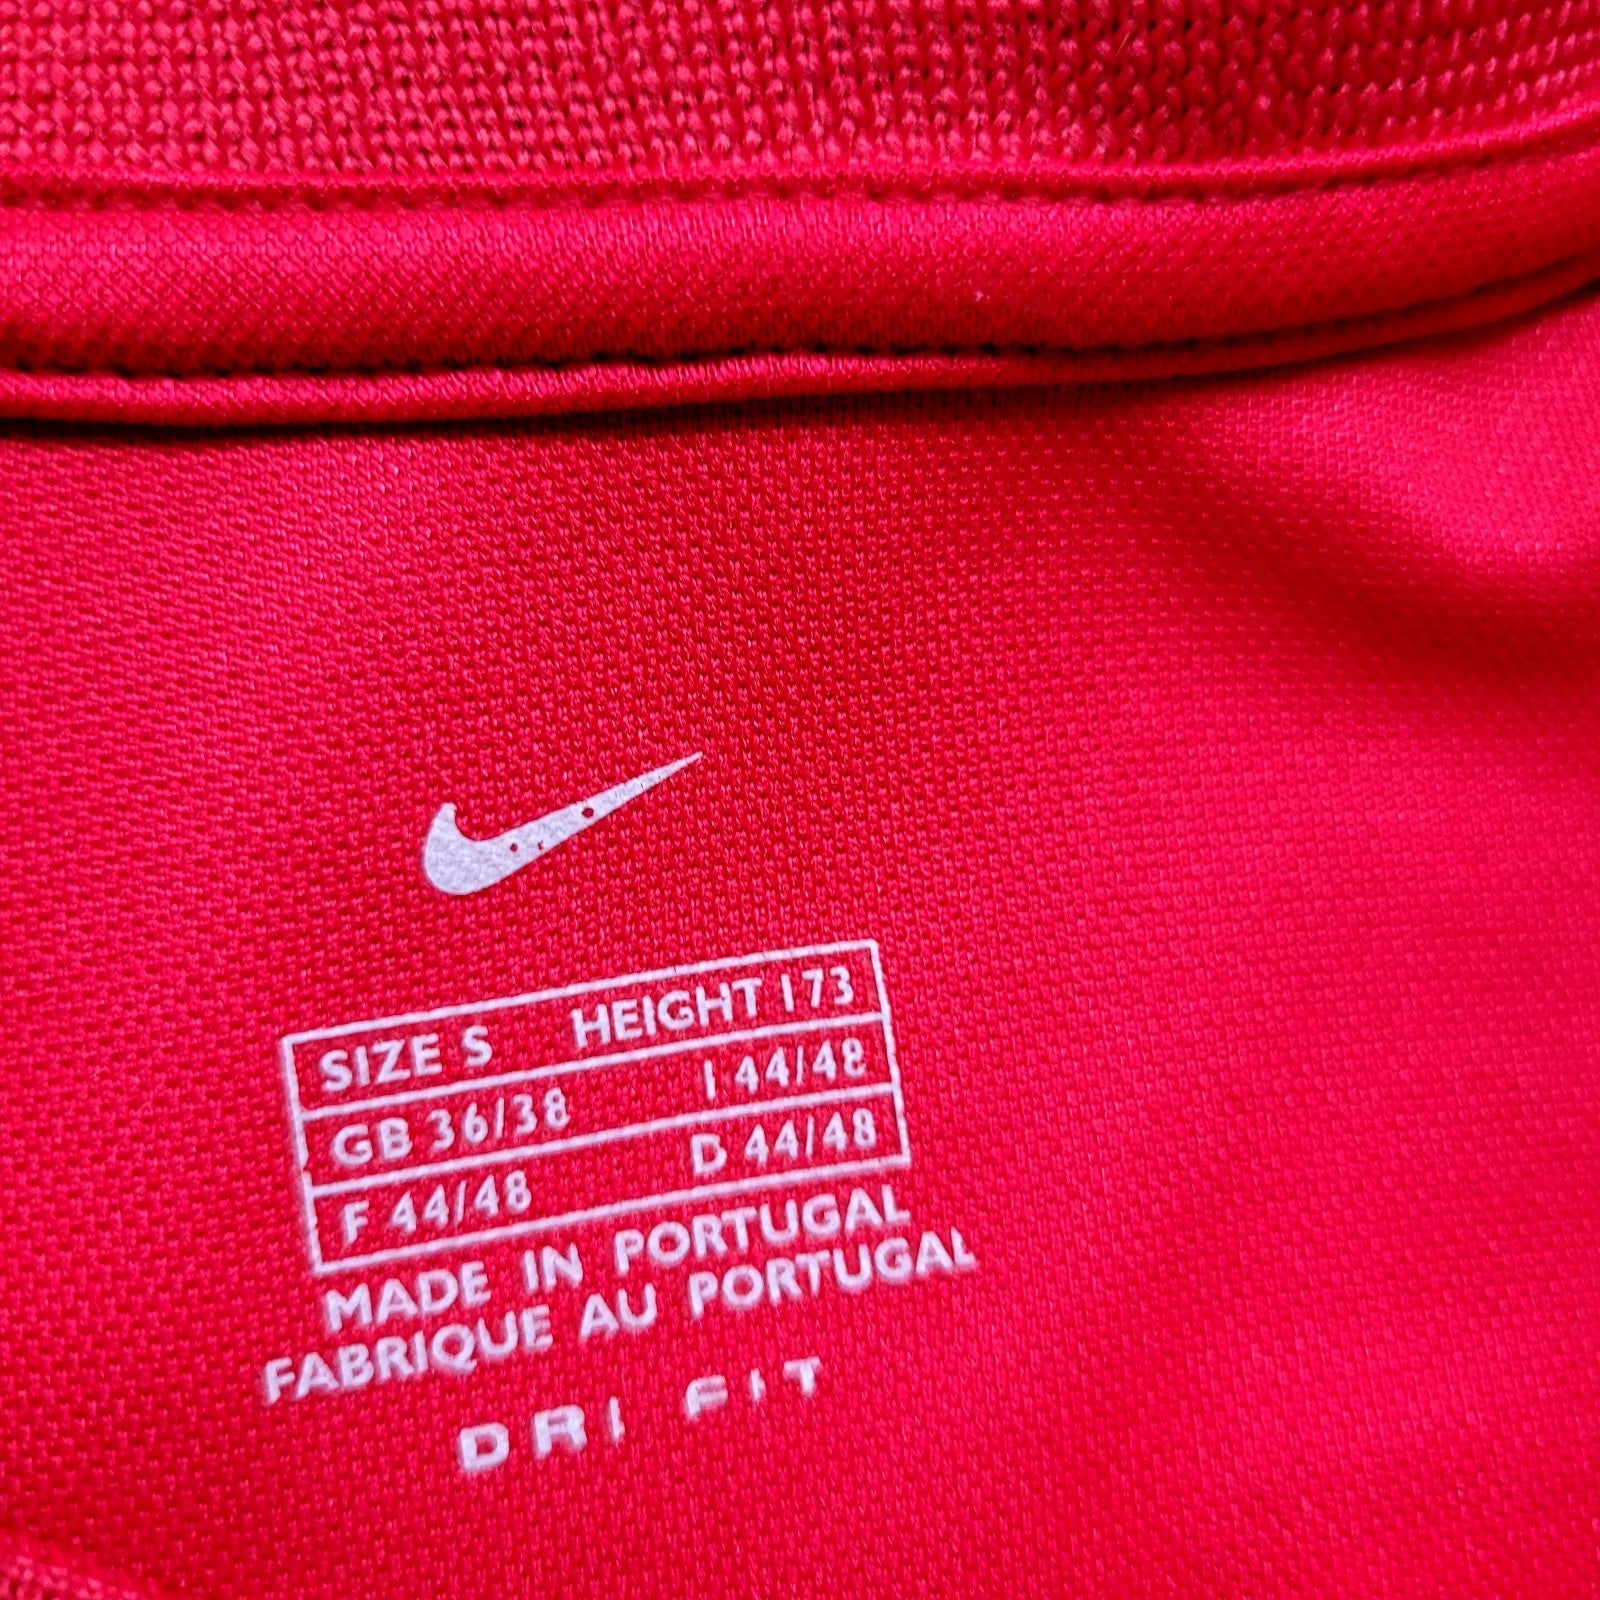 SIZE S HEIGHT 173
GB 36/38 I 44/48
F 44/48 D 44/48
MADE IN PORTUGAL
FABRIQUE AU PORTUGAL
DRI FIT